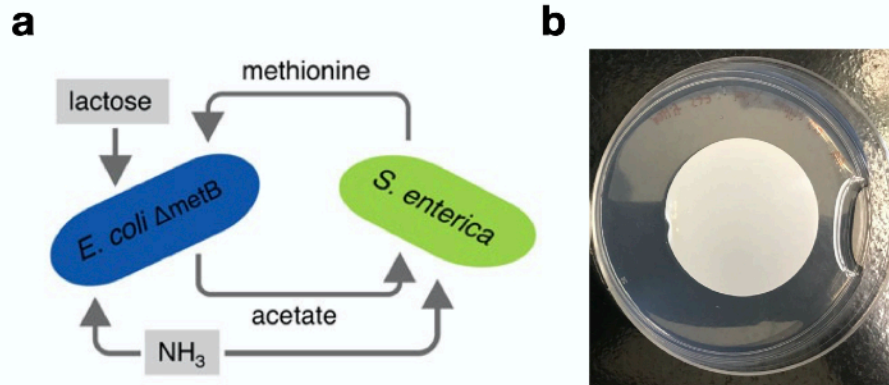 a
b
methionine
lactose
E. coli ΔmetB
S. enterica
acetate
NH₃